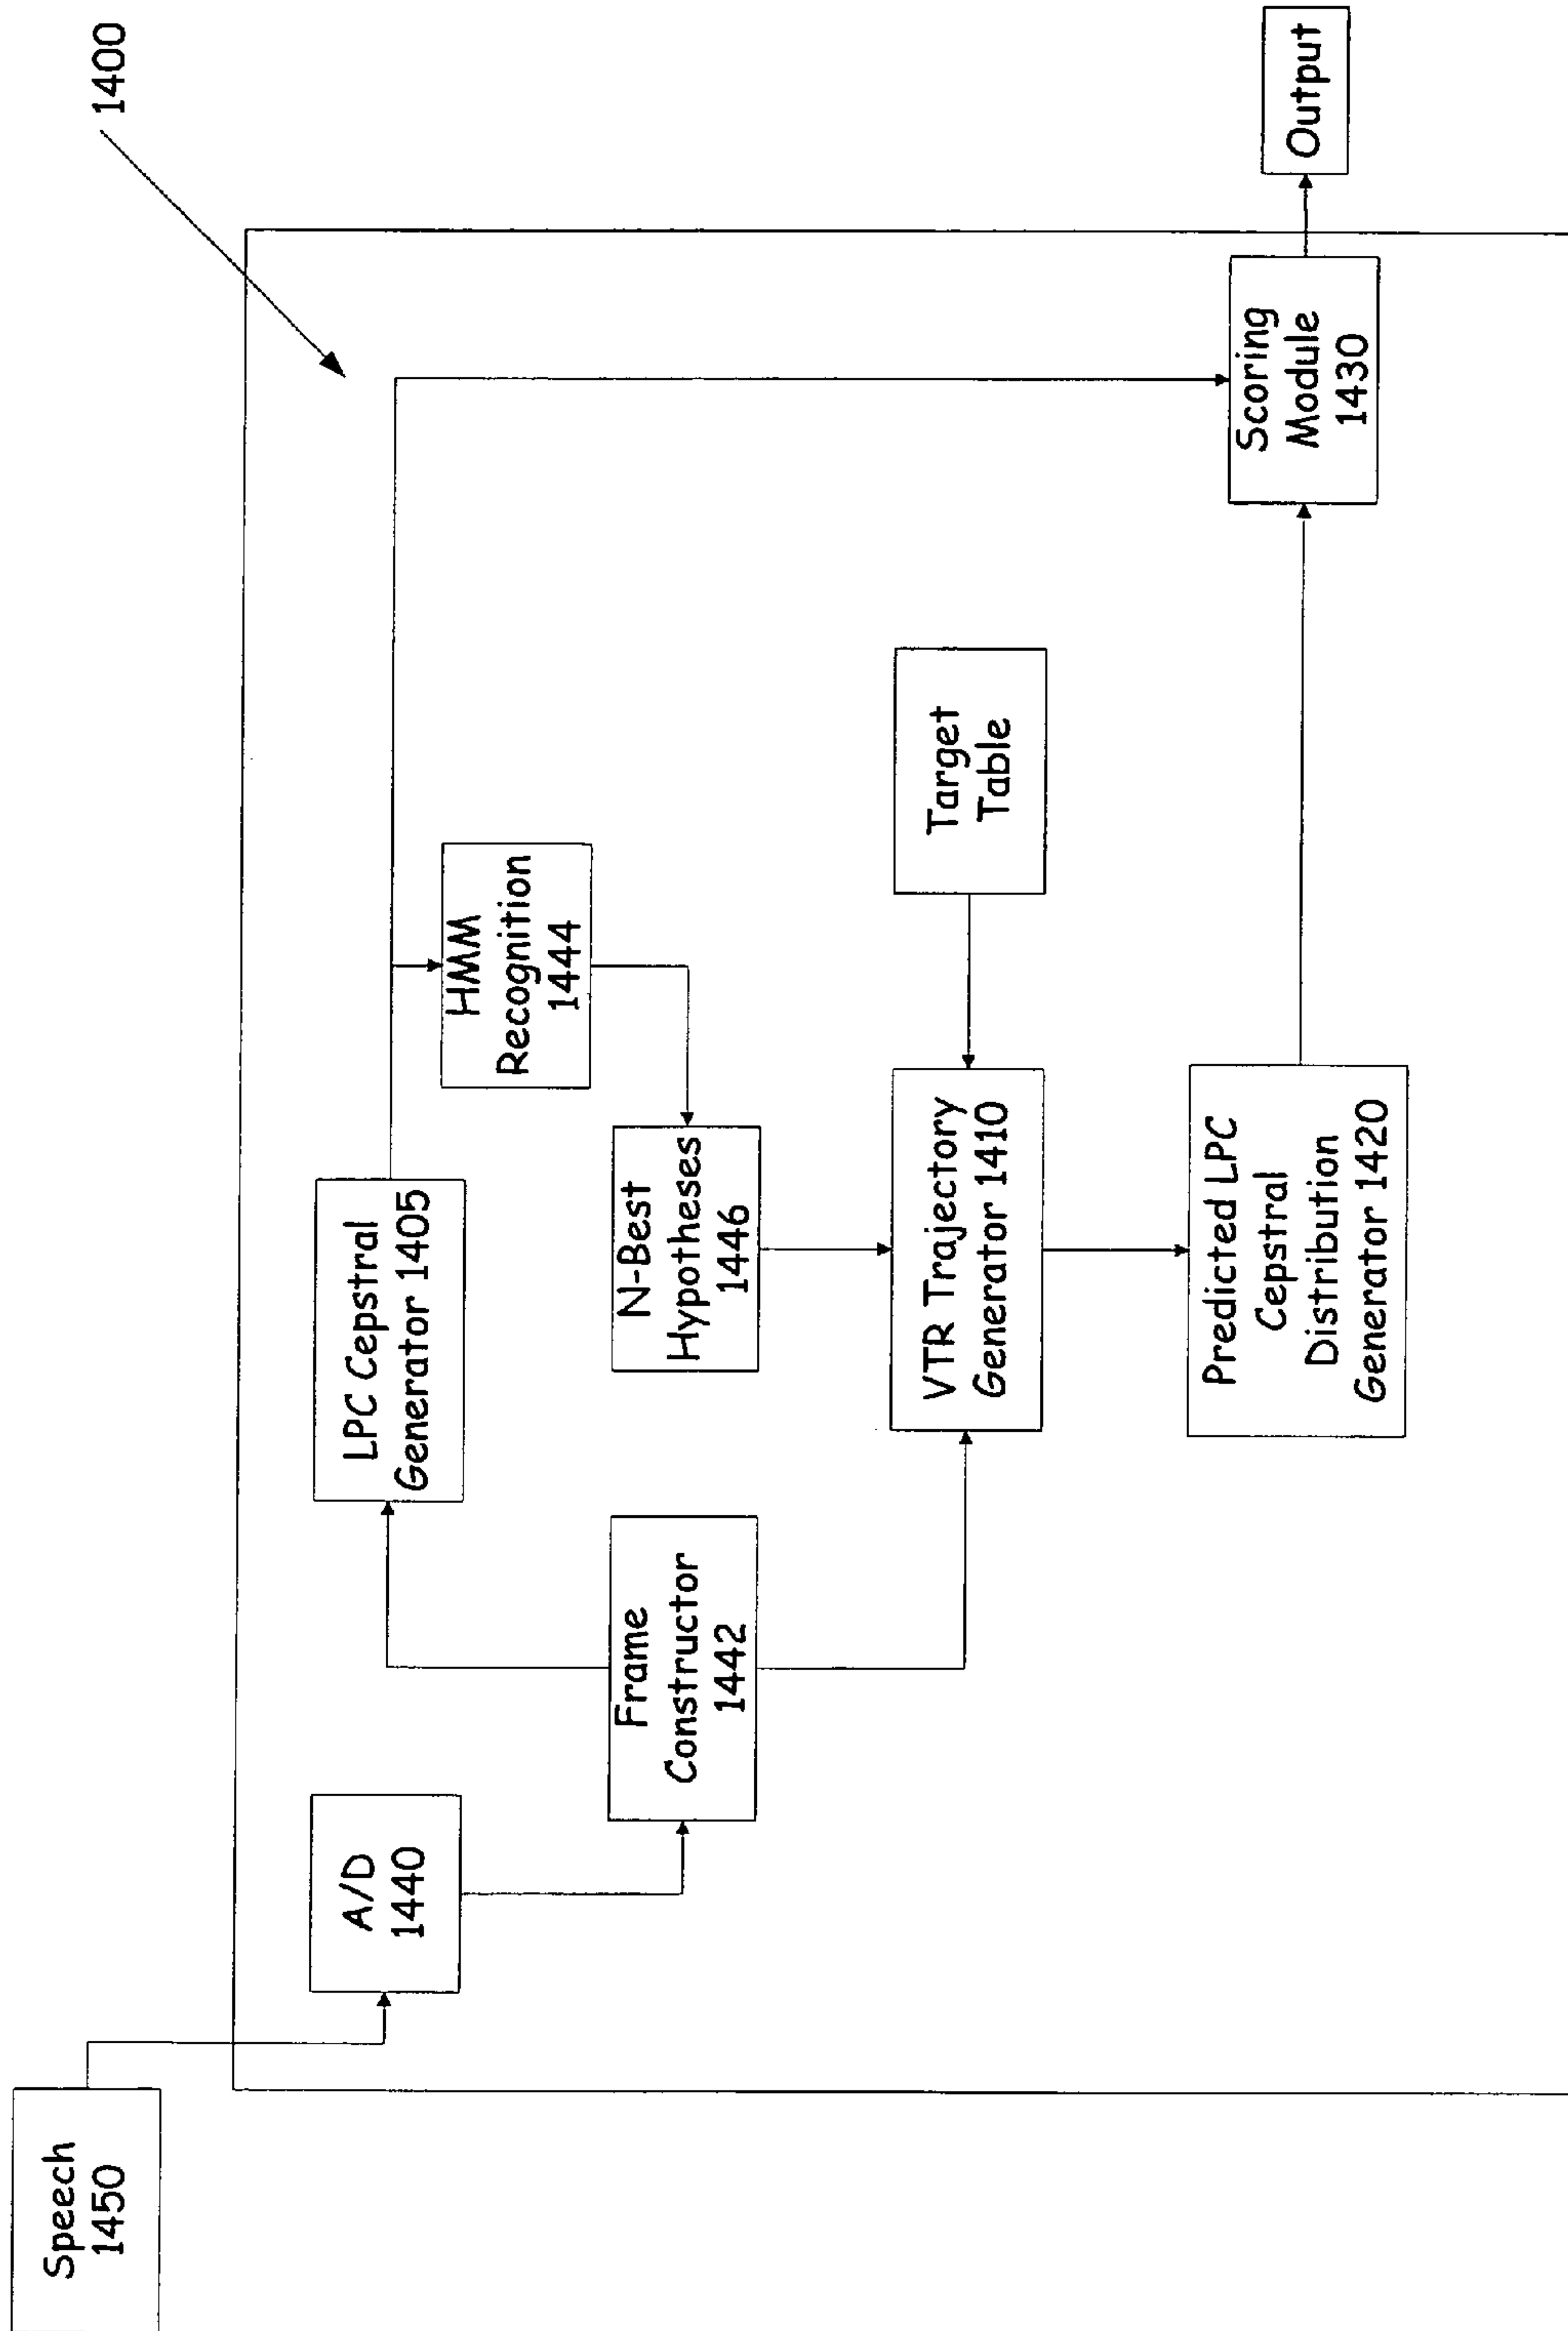 1400
Speech
1450
A/D
1440
LPC Cepstral
Generator 1405
HMM
Recognition
1444
Frame
Constructor
1442
N-Best
Hypotheses
1446
VTR Trajectory
Generator 1410
Target
Table
Predicted LPC
Cepstral
Distribution
Generator 1420
Scoring
Module
1430
Output